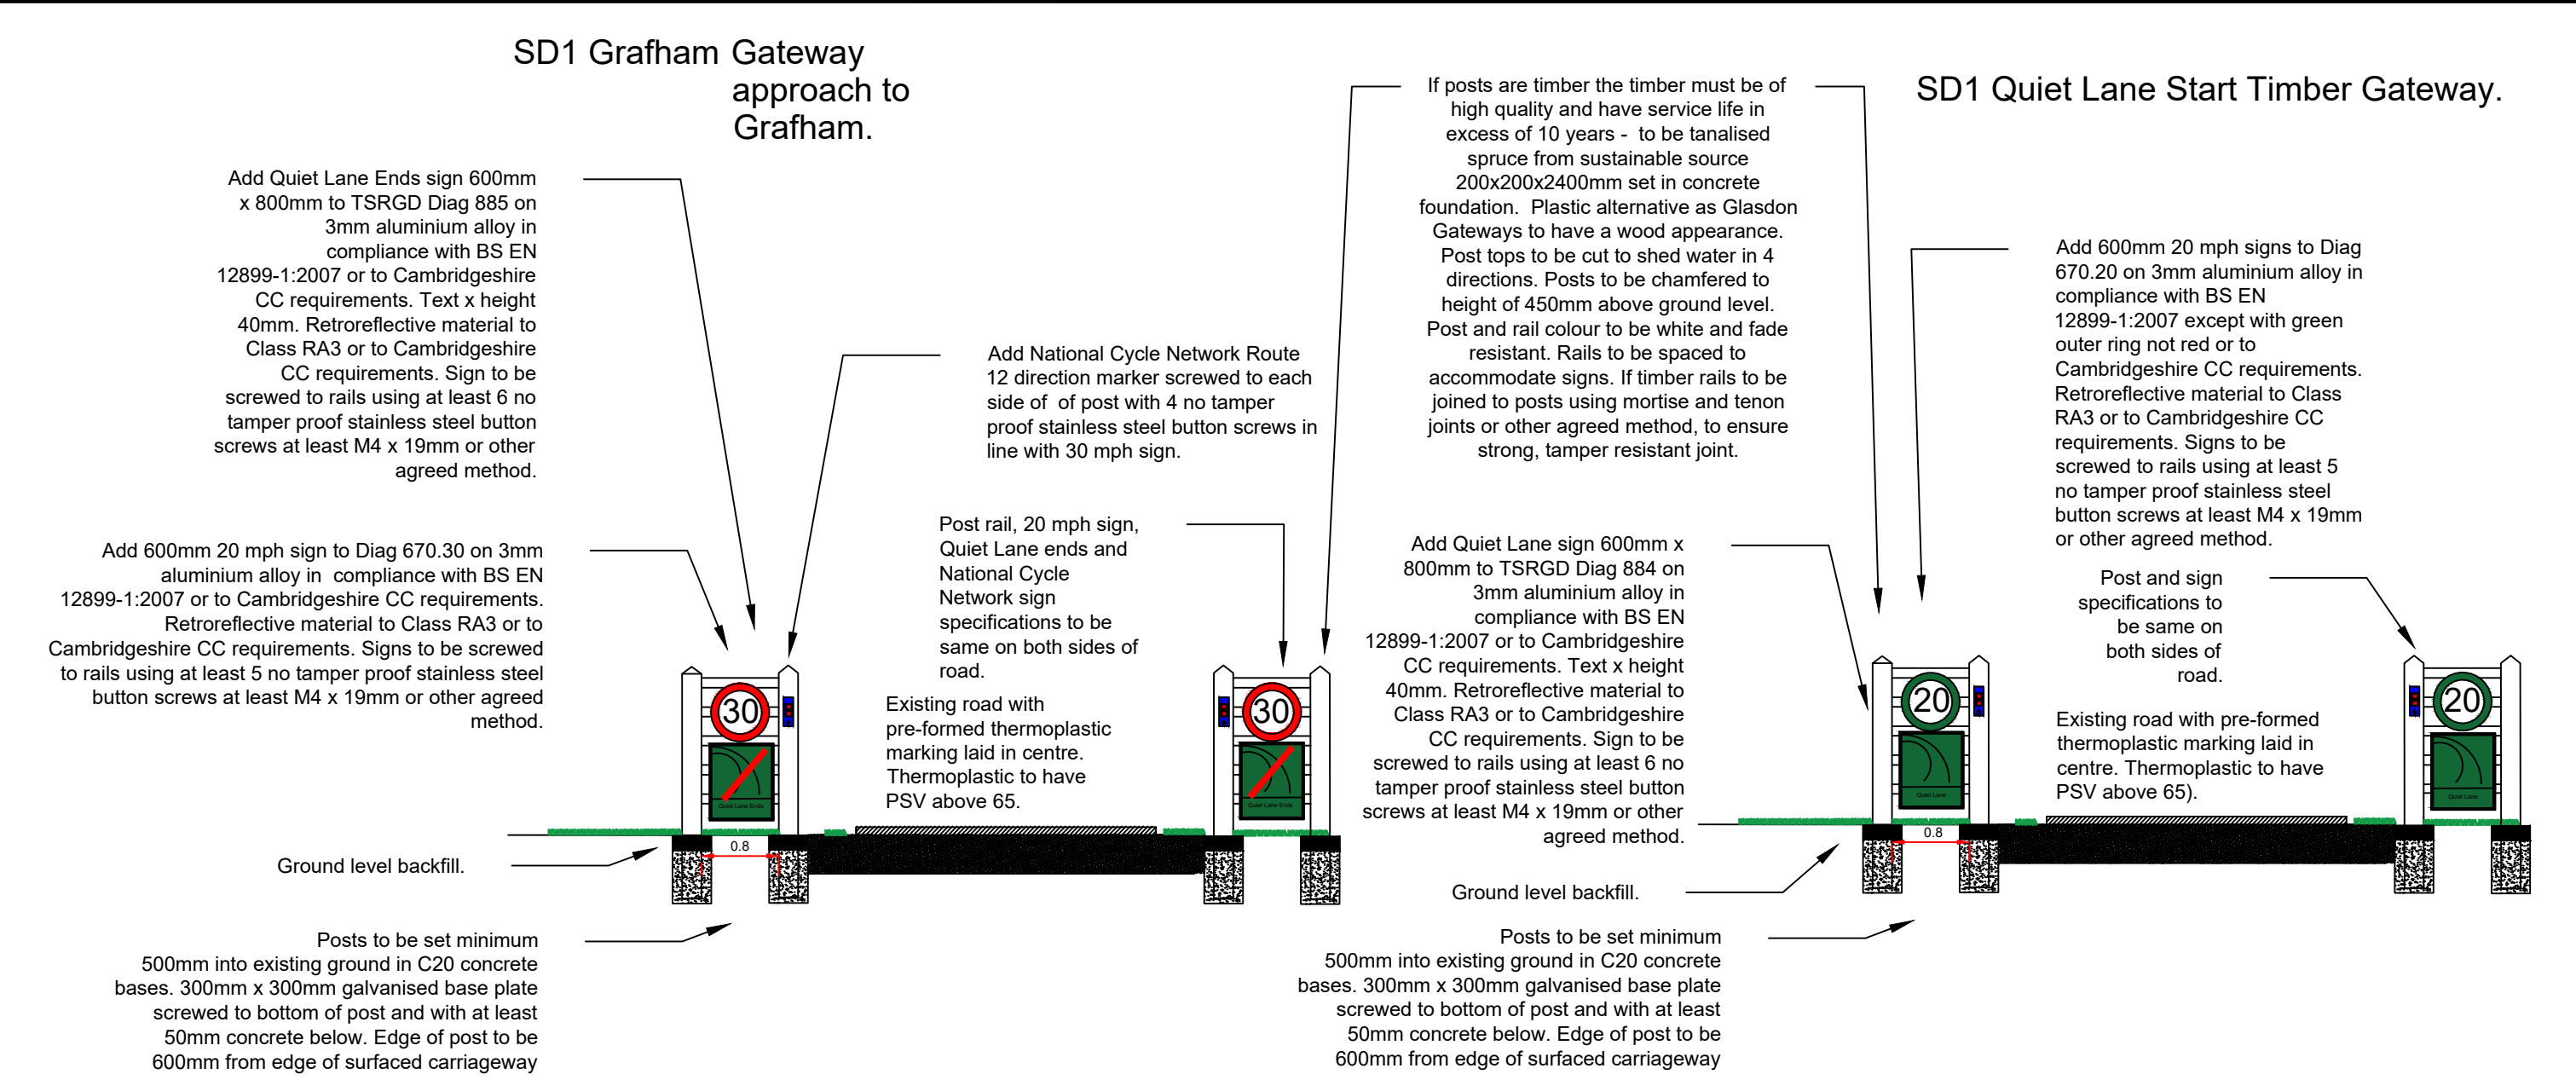 SD1 Grafham Gateway
approach to
Grafham.
Add Quiet Lane Ends sign 600mm
x 800mm to TSRGD Diag 885 on
3mm aluminium alloy in
compliance with BS EN
12899-1:2007 or to Cambridgeshire
CC requirements. Text x height
40mm. Retroreflective material to
Class RA3 or to Cambridgeshire
CC requirements. Sign to be
screwed to rails using at least 6 no
tamper proof stainless steel button
screws at least M4 x 19mm or other
agreed method.
Add 600mm 20 mph sign to Diag 670.30 on 3mm
aluminium alloy in compliance with BS EN
12899-1:2007 or to Cambridgeshire CC requirements.
Retroreflective material to Class RA3 or to
Cambridgeshire CC requirements. Signs to be screwed
to rails using at least 5 no tamper proof stainless steel
button screws at least M4 x 19mm or other agreed
method.
Add National Cycle Network Route
12 direction marker screwed to each
side of of post with 4 no tamper
proof stainless steel button screws in
line with 30 mph sign.
Post rail, 20 mph sign,
Quiet Lane ends and
National Cycle
Network sign
specifications to be
same on both sides of
road.
Existing road with
pre-formed thermoplastic
marking laid in centre.
Thermoplastic to have
PSV above 65.
30
Quiet Lane Ends
30
Quiet Lane Ends
0.8
Ground level backfill.
Posts to be set minimum
500mm into existing ground in C20 concrete
bases. 300mm x 300mm galvanised base plate
screwed to bottom of post and with at least
50mm concrete below. Edge of post to be
600mm from edge of surfaced carriageway
If posts are timber the timber must be of
high quality and have service life in
excess of 10 years - to be tanalised
spruce from sustainable source
200x200x2400mm set in concrete
foundation. Plastic alternative as Glasdon
Gateways to have a wood appearance.
Post tops to be cut to shed water in 4
directions. Posts to be chamfered to
height of 450mm above ground level.
Post and rail colour to be white and fade
resistant. Rails to be spaced to
accommodate signs. If timber rails to be
joined to posts using mortise and tenon
joints or other agreed method, to ensure
strong, tamper resistant joint.
SD1 Quiet Lane Start Timber Gateway.
Add 600mm 20 mph signs to Diag
670.20 on 3mm aluminium alloy in
compliance with BS EN
12899-1:2007 except with green
outer ring not red or to
Cambridgeshire CC requirements.
Retroreflective material to Class
RA3 or to Cambridgeshire CC
requirements. Signs to be
screwed to rails using at least 5
no tamper proof stainless steel
button screws at least M4 x 19mm
or other agreed method.
Add Quiet Lane sign 600mm x
800mm to TSRGD Diag 884 on
3mm aluminium alloy in
compliance with BS EN
12899-1:2007 or to Cambridgeshire
CC requirements. Text x height
40mm. Retroreflective material to
Class RA3 or to Cambridgeshire
CC requirements. Sign to be
screwed to rails using at least 6 no
tamper proof stainless steel button
screws at least M4 x 19mm or other
agreed method.
Post and sign
specifications to
be same on
both sides of
road.
Existing road with pre-formed
thermoplastic marking laid in
centre. Thermoplastic to have
PSV above 65).
20
Quiet Lane
20
Quiet Lane
0.8
Ground level backfill.
Posts to be set minimum
500mm into existing ground in C20 concrete
bases. 300mm x 300mm galvanised base plate
screwed to bottom of post and with at least
50mm concrete below. Edge of post to be
600mm from edge of surfaced carriageway